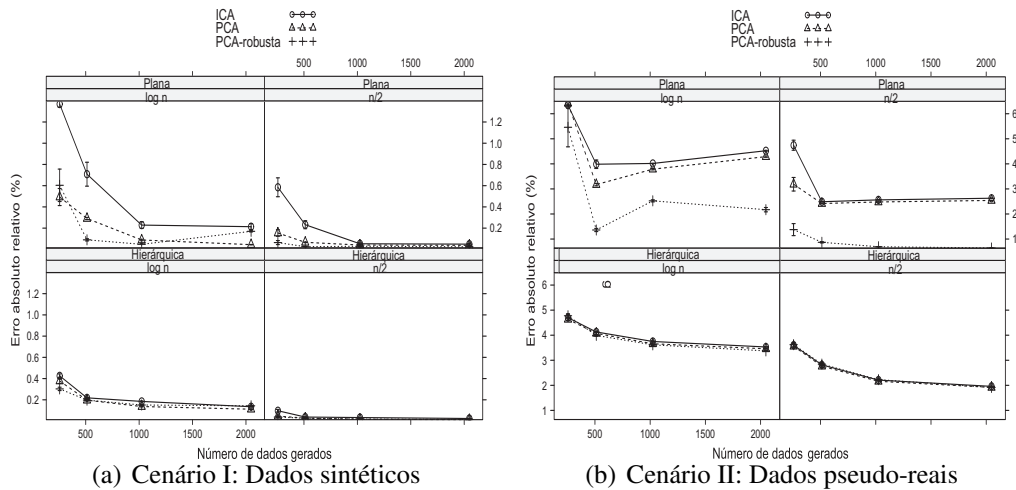 ICA
PCA
PCA-robusta
500 1000 1500 2000
Plana Plana
log n n/2
1.2
1.0
0.8
0.6
0.4
0.2
Hierárquica Hierárquica
log n n/2
1.2
1.0
0.8
0.6
0.4
0.2
500 1000 1500 2000
Erro absoluto relativo (%)
Número de dados gerados
(a) Cenário I: Dados sintéticos
ICA
PCA
PCA-robusta
500 1000 1500 2000
Plana Plana
log n n/2
6
5
4
3
2
1
Hierárquica Hierárquica
log n n/2
6
5
4
3
2
1
500 1000 1500 2000
Erro absoluto relativo (%)
Número de dados gerados
(b) Cenário II: Dados pseudo-reais